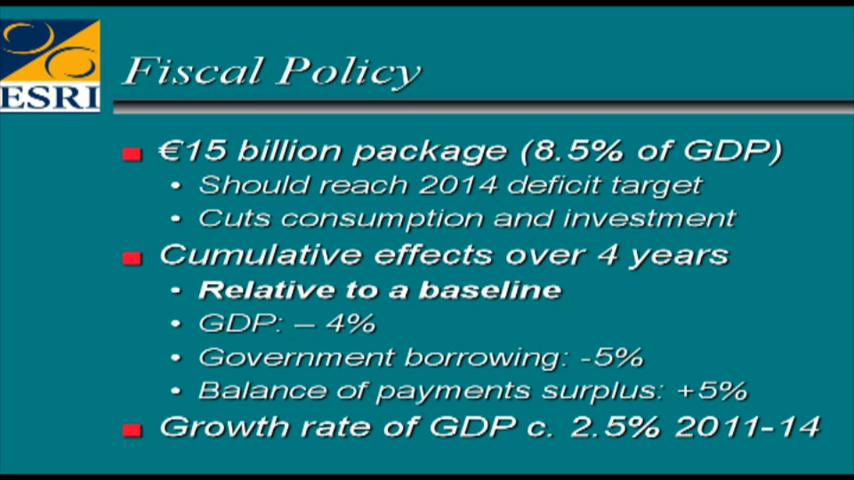 ESRI
Fiscal Policy
€15 billion package (8.5% of GDP)
• Should reach 2014 deficit target
• Cuts consumption and investment
Cumulative effects over 4 years
• Relative to a baseline
• GDP: – 4%
• Government borrowing: -5%
• Balance of payments surplus: +5%
Growth rate of GDP c. 2.5% 2011-14